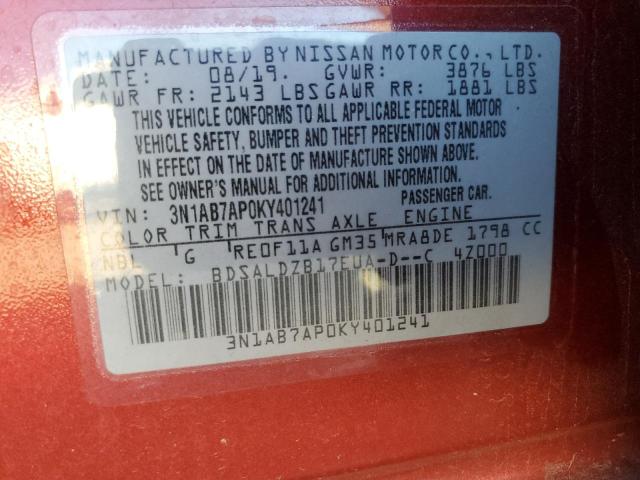 MANUFACTURED BY NISSAN MOTOR CO., LTD.
DATE: 08/19. GVWR: 3876 LBS
GAWR FR: 2143 LBS GAWR RR: 1881 LBS
THIS VEHICLE CONFORMS TO ALL APPLICABLE FEDERAL MOTOR
VEHICLE SAFETY, BUMPER AND THEFT PREVENTION STANDARDS
IN EFFECT ON THE DATE OF MANUFACTURE SHOWN ABOVE.
SEE OWNER'S MANUAL FOR ADDITIONAL INFORMATION.
VIN: 3N1AB7AP0KY401241 PASSENGER CAR.
COLOR TRIM TRANS AXLE ENGINE
NBL G RE0F11A GM35 MRA8DE 1798 CC
MODEL: BDSALDZB17EUA-D--C 4Z000
3N1AB7AP0KY401241